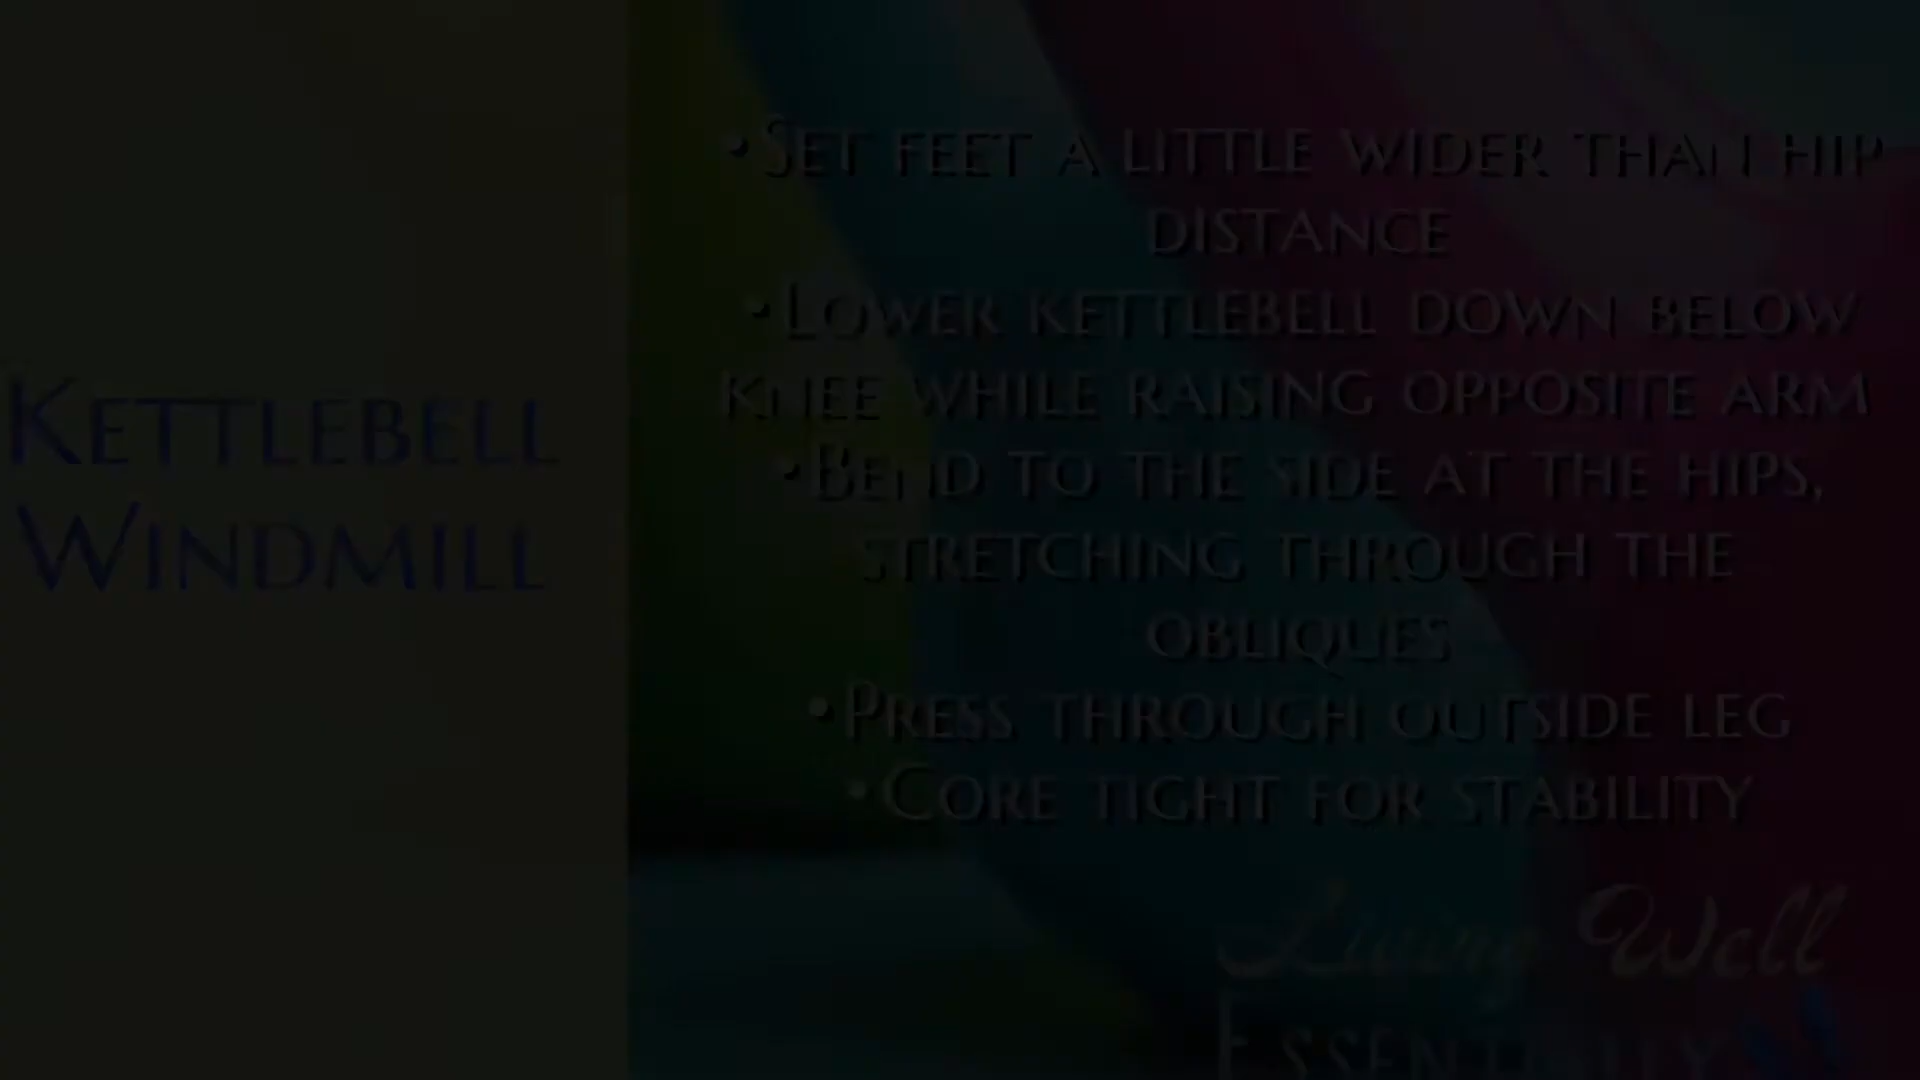 Kettlebell
Windmill
•Set feet a little wider than hip
distance
•Lower kettlebell down below
knee while raising opposite arm
•Bend to the side at the hips,
stretching through the
obliques
•Press through outside leg
•Core tight for stability
Living Well
Essentially